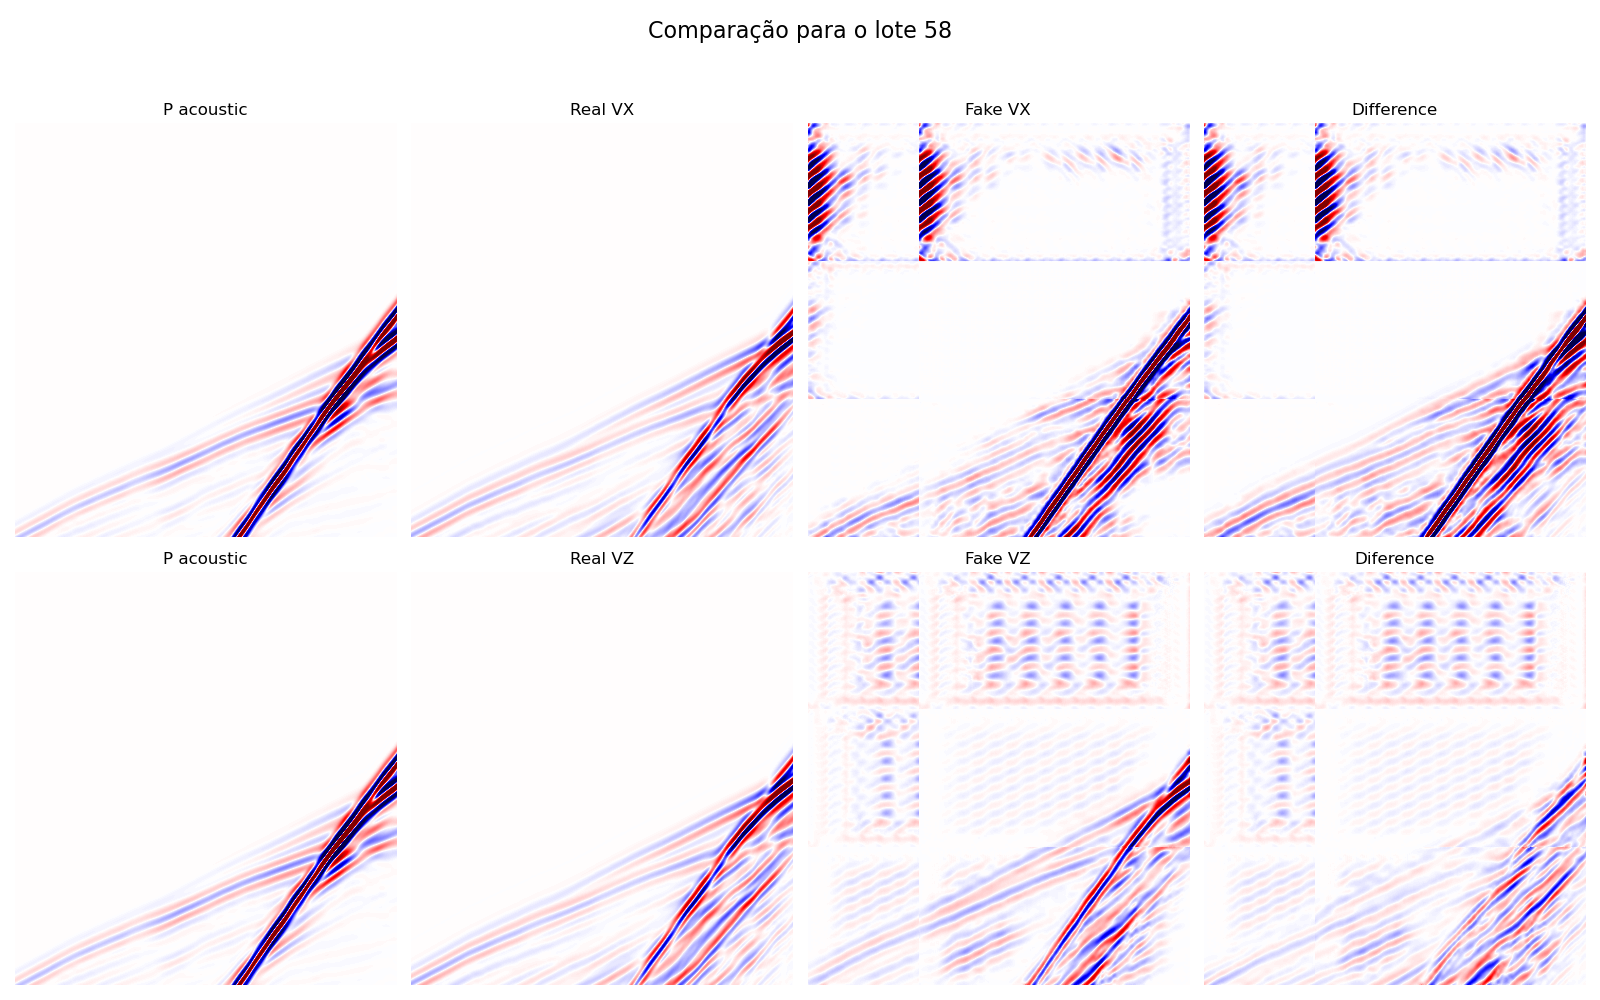 Comparação para o lote 58
P acoustic
Real VX
Fake VX
Difference
P acoustic
Real VZ
Fake VZ
Diference